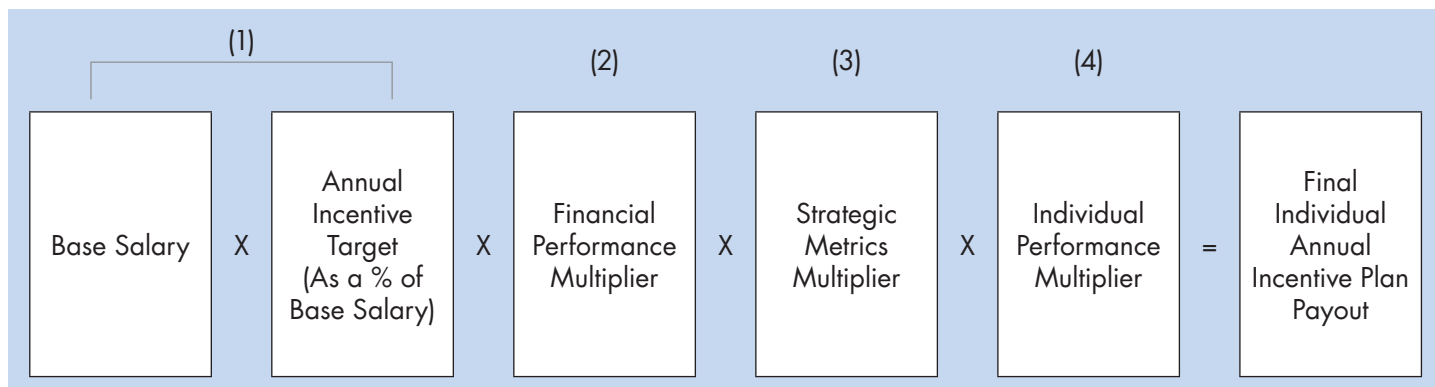 (1)
(2)
(3)
(4)
Base Salary
X
Annual
Incentive
Target
(As a % of
Base Salary)
X
Financial
Performance
Multiplier
X
Strategic
Metrics
Multiplier
X
Individual
Performance
Multiplier
=
Final
Individual
Annual
Incentive Plan
Payout